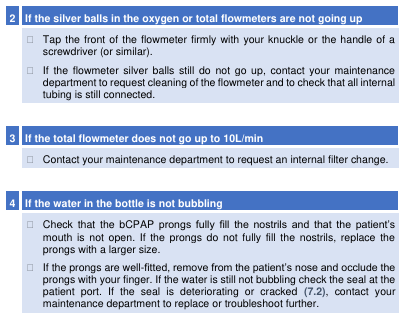 2 If the silver balls in the oxygen or total flowmeters are not going up
☐ Tap the front of the flowmeter firmly with your knuckle or the handle of a
screwdriver (or similar).
☐ If the flowmeter silver balls still do not go up, contact your maintenance
department to request cleaning of the flowmeter and to check that all internal
tubing is still connected.
3 If the total flowmeter does not go up to 10L/min
☐ Contact your maintenance department to request an internal filter change.
4 If the water in the bottle is not bubbling
☐ Check that the bCPAP prongs fully fill the nostrils and that the patient's
mouth is not open. If the prongs do not fully fill the nostrils, replace the
prongs with a larger size.
☐ If the prongs are well-fitted, remove from the patient's nose and occlude the
prongs with your finger. If the water is still not bubbling check the seal at the
patient port. If the seal is deteriorating or cracked (7.2), contact your
maintenance department to replace or troubleshoot further.